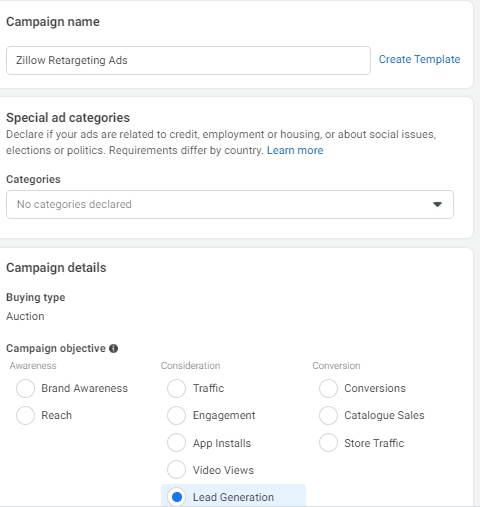 Campaign name
Zillow Retargeting Ads
Create Template
Special ad categories
Declare if your ads are related to credit, employment or housing, or about social issues,
elections or politics. Requirements differ by country. Learn more
Categories
No categories declared
Campaign details
Buying type
Auction
Campaign objective
Awareness Consideration Conversion
Brand Awareness Traffic Conversions
Reach Engagement Catalogue Sales
App Installs Store Traffic
Video Views
Lead Generation